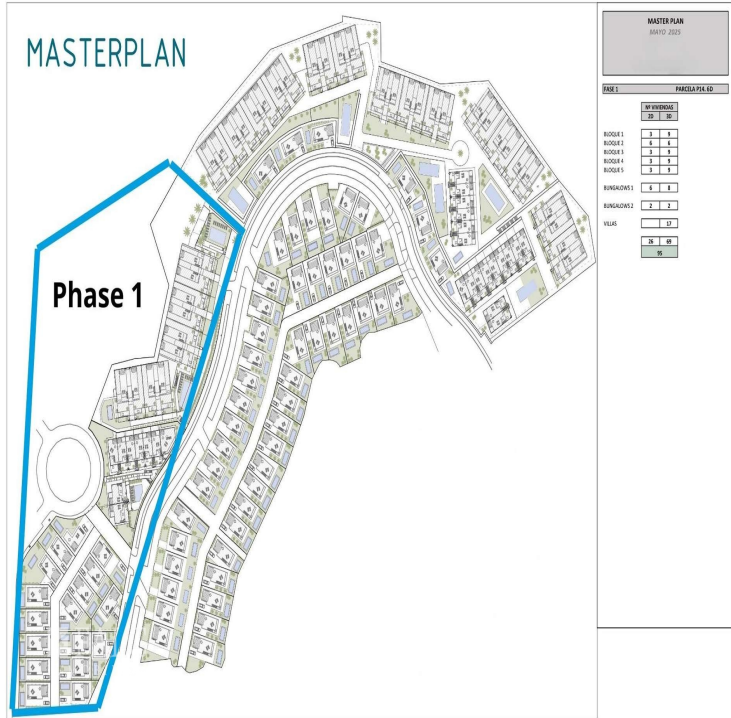 MASTERPLAN
Phase 1
MASTER PLAN
MAYO 2025
FASE 1 PARCELA P14. 6D
Nº VIVIENDAS
2D 3D
BLOQUE 1 3 9
BLOQUE 2 6 6
BLOQUE 3 3 9
BLOQUE 4 3 9
BLOQUE 5 3 9
BUNGALOWS 1 6 8
BUNGALOWS 2 2 2
VILLAS 17
26 69
95